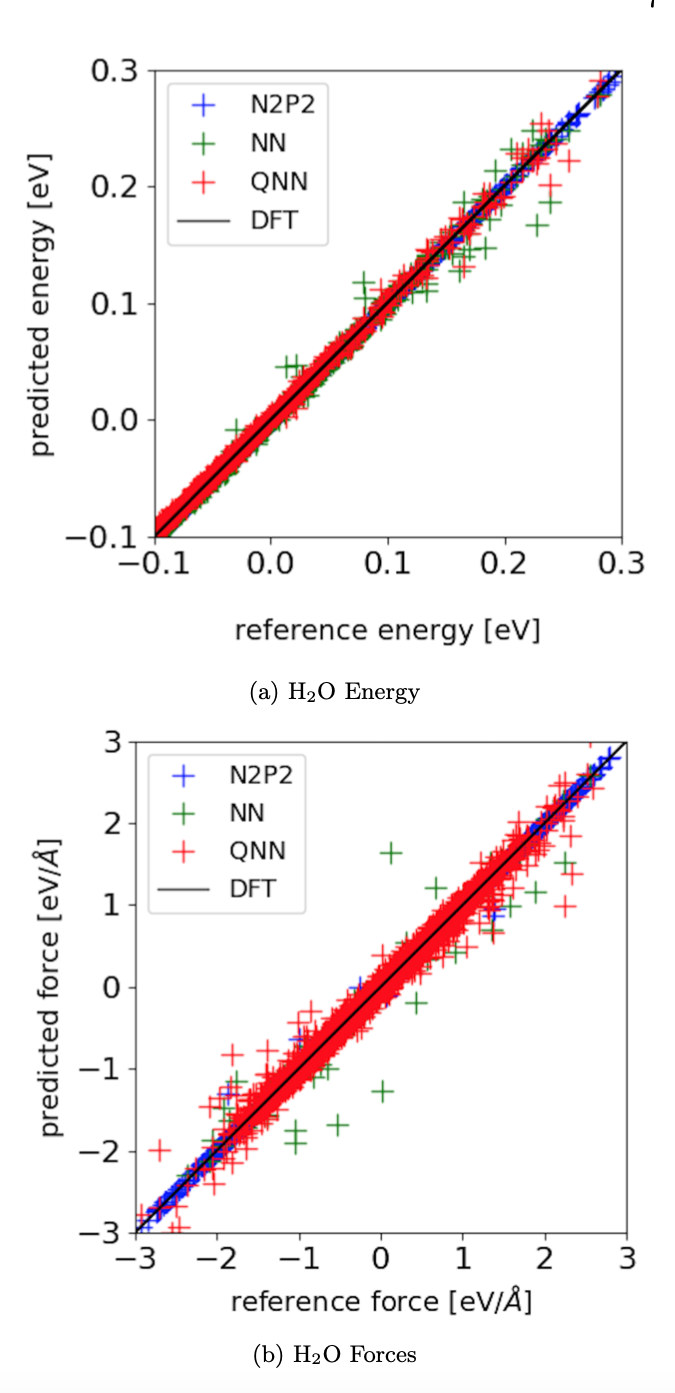 0.3
0.2
0.1
0.0
−0.1
−0.1 0.0 0.1 0.2 0.3
predicted energy [eV]
N2P2
NN
QNN
DFT
reference energy [eV]
(a) H₂O Energy
3
2
1
0
−1
−2
−3
−3 −2 −1 0 1 2 3
predicted force [eV/Å]
N2P2
NN
QNN
DFT
reference force [eV/Å]
(b) H₂O Forces